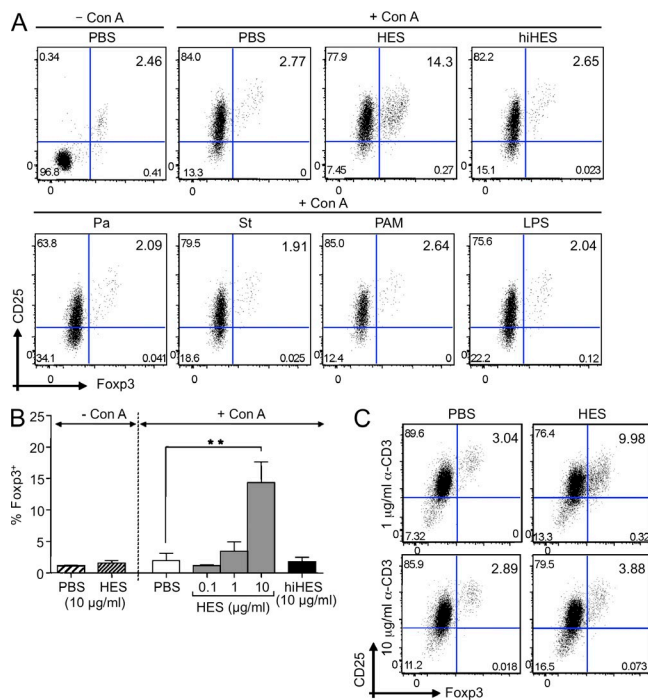 A
− Con A
+ Con A
PBS PBS HES hiHES
0.34 2.46 84.0 2.77 77.9 14.3 82.2 2.65
0 0 0 0
96.8 0.41 13.3 0 7.45 0.27 15.1 0.023
0 0 0 0
+ Con A
Pa St PAM LPS
63.8 2.09 79.5 1.91 85.0 2.64 75.6 2.04
0 0 0 0
34.1 0.041 18.6 0.025 12.4 0 22.2 0.12
0 0 0 0
CD25
Foxp3
B
- Con A + Con A
**
% Foxp3+
25
20
15
10
5
0
PBS HES PBS 0.1 1 10 hiHES
(10 µg/ml) HES (µg/ml) (10 µg/ml)
C
PBS HES
1 µg/ml α-CD3
89.6 3.04 76.4 9.98
0 0
7.32 0 13.3 0.32
10 µg/ml α-CD3
85.9 2.89 79.5 3.88
0 0
11.2 0.018 16.5 0.073
0 0
CD25
Foxp3